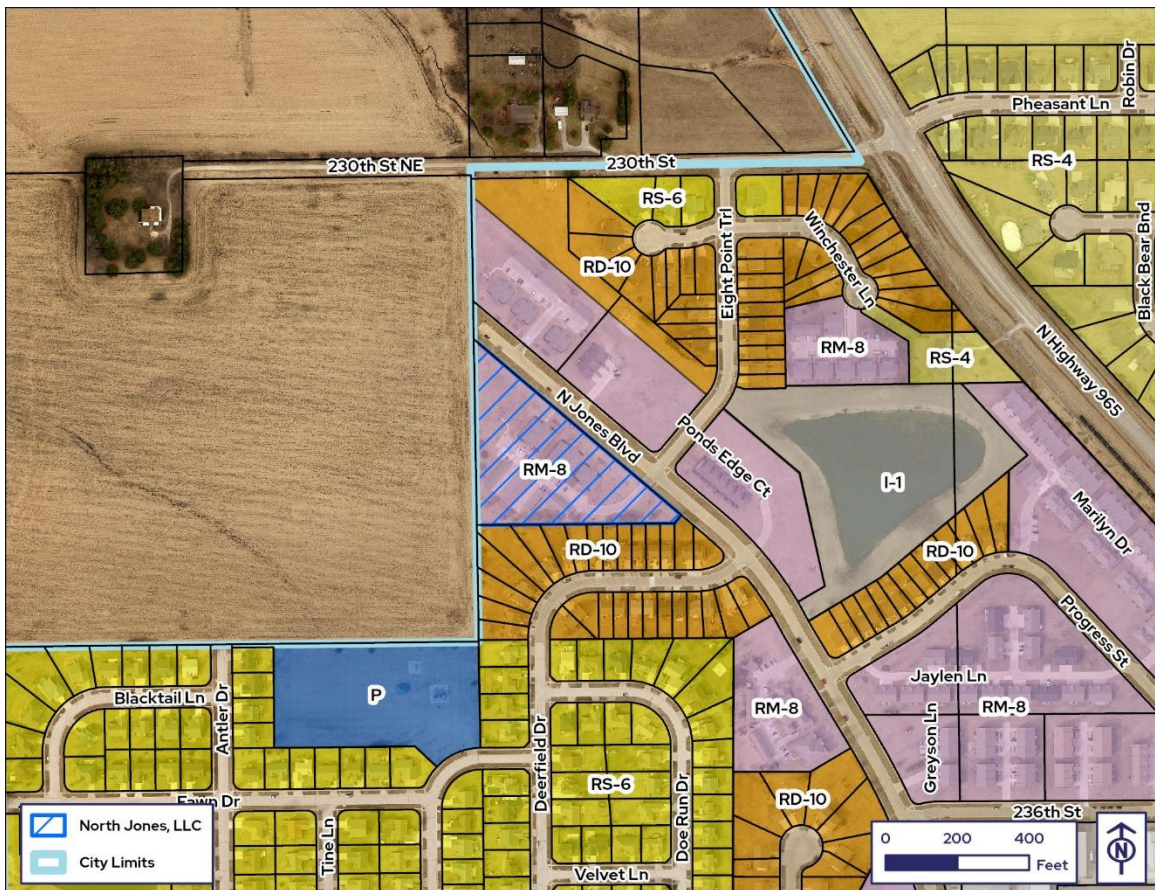 Robin Dr
Pheasant Ln
RS-4
230th St NE
230th St
RS-6
Winchester Ln
Black Bear Bnd
RD-10
Eight Point Trl
RM-8
RS-4
N Highway 965
N Jones Blvd
Ponds Edge Ct
RM-8
I-1
Marilyn Dr
RD-10
RD-10
Progress St
Jaylen Ln
P
Blacktail Ln
Antler Dr
RM-8
RM-8
Greyson Ln
Deerfield Dr
RS-6
Doe Run Dr
Fawn Dr
RD-10
236th St
Tine Ln
Velvet Ln
North Jones, LLC
City Limits
0 200 400
Feet
N